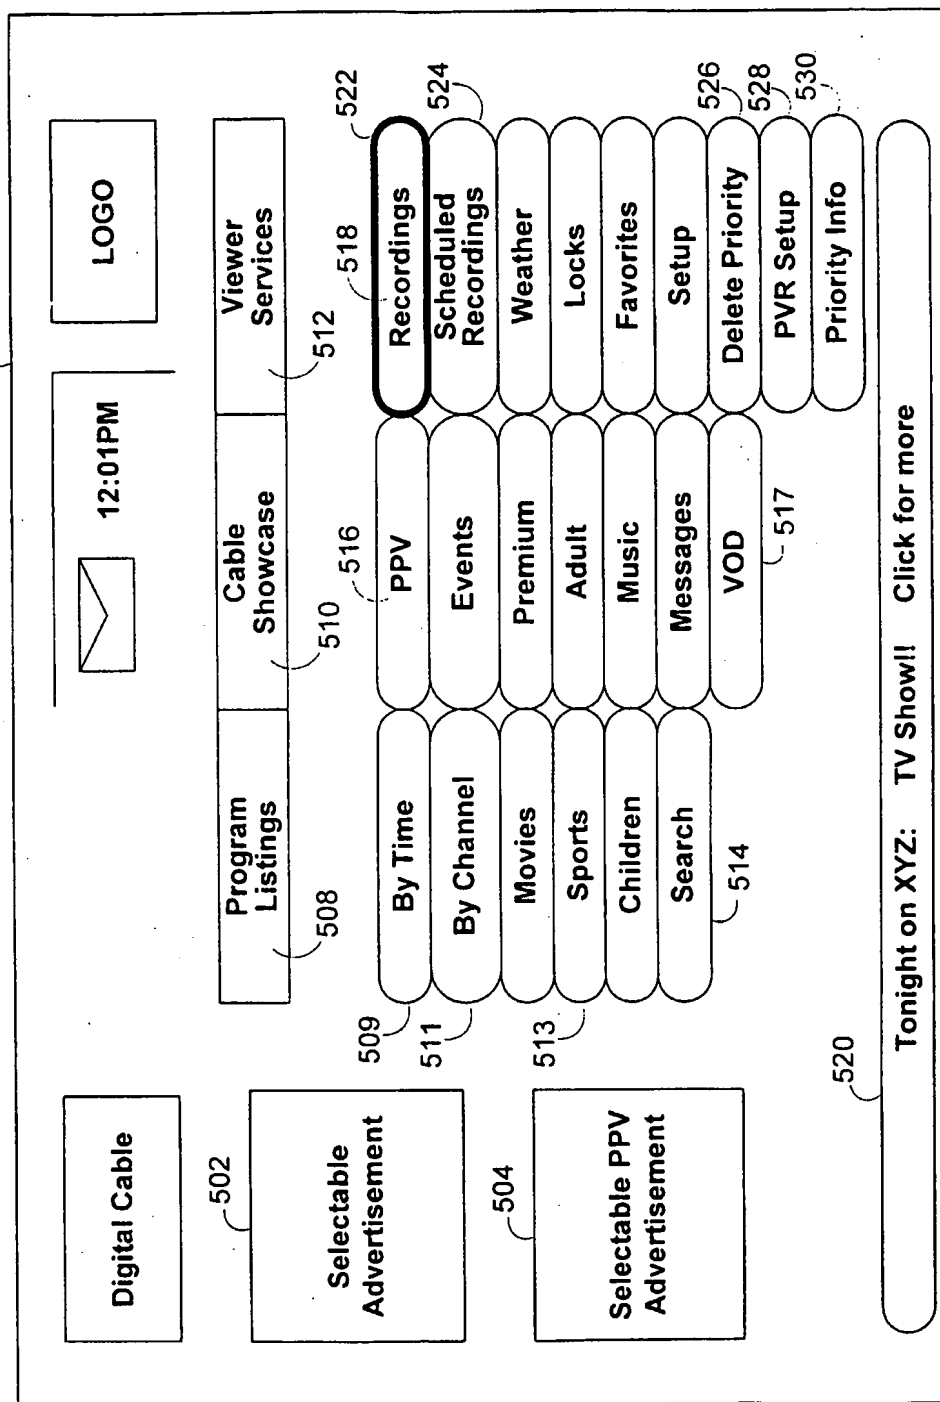 Digital Cable
12:01PM
LOGO
502
Selectable
Advertisement
504
Selectable PPV
Advertisement
Program
Listings
508
Cable
Showcase
510
Viewer
Services
512
509
By Time
511
By Channel
Movies
513
Sports
Children
Search
514
516
PPV
Events
Premium
Adult
Music
Messages
VOD
517
518
522
Recordings
524
Scheduled
Recordings
Weather
Locks
Favorites
Setup
526
Delete Priority
528
PVR Setup
530
Priority Info
520
Tonight on XYZ: TV Show!! Click for more